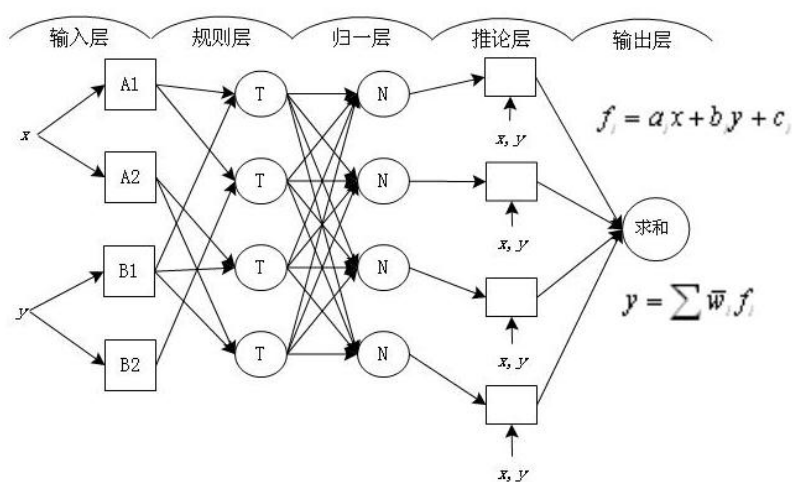 输入层 规则层 归一层 推论层 输出层
A1 T N
x, y
f_i = a_i x + b_i y + c_i
x
A2 T N
x, y
求和
B1 T N
x, y
y = ∑ w̅_i f_i
y
B2 T N
x, y